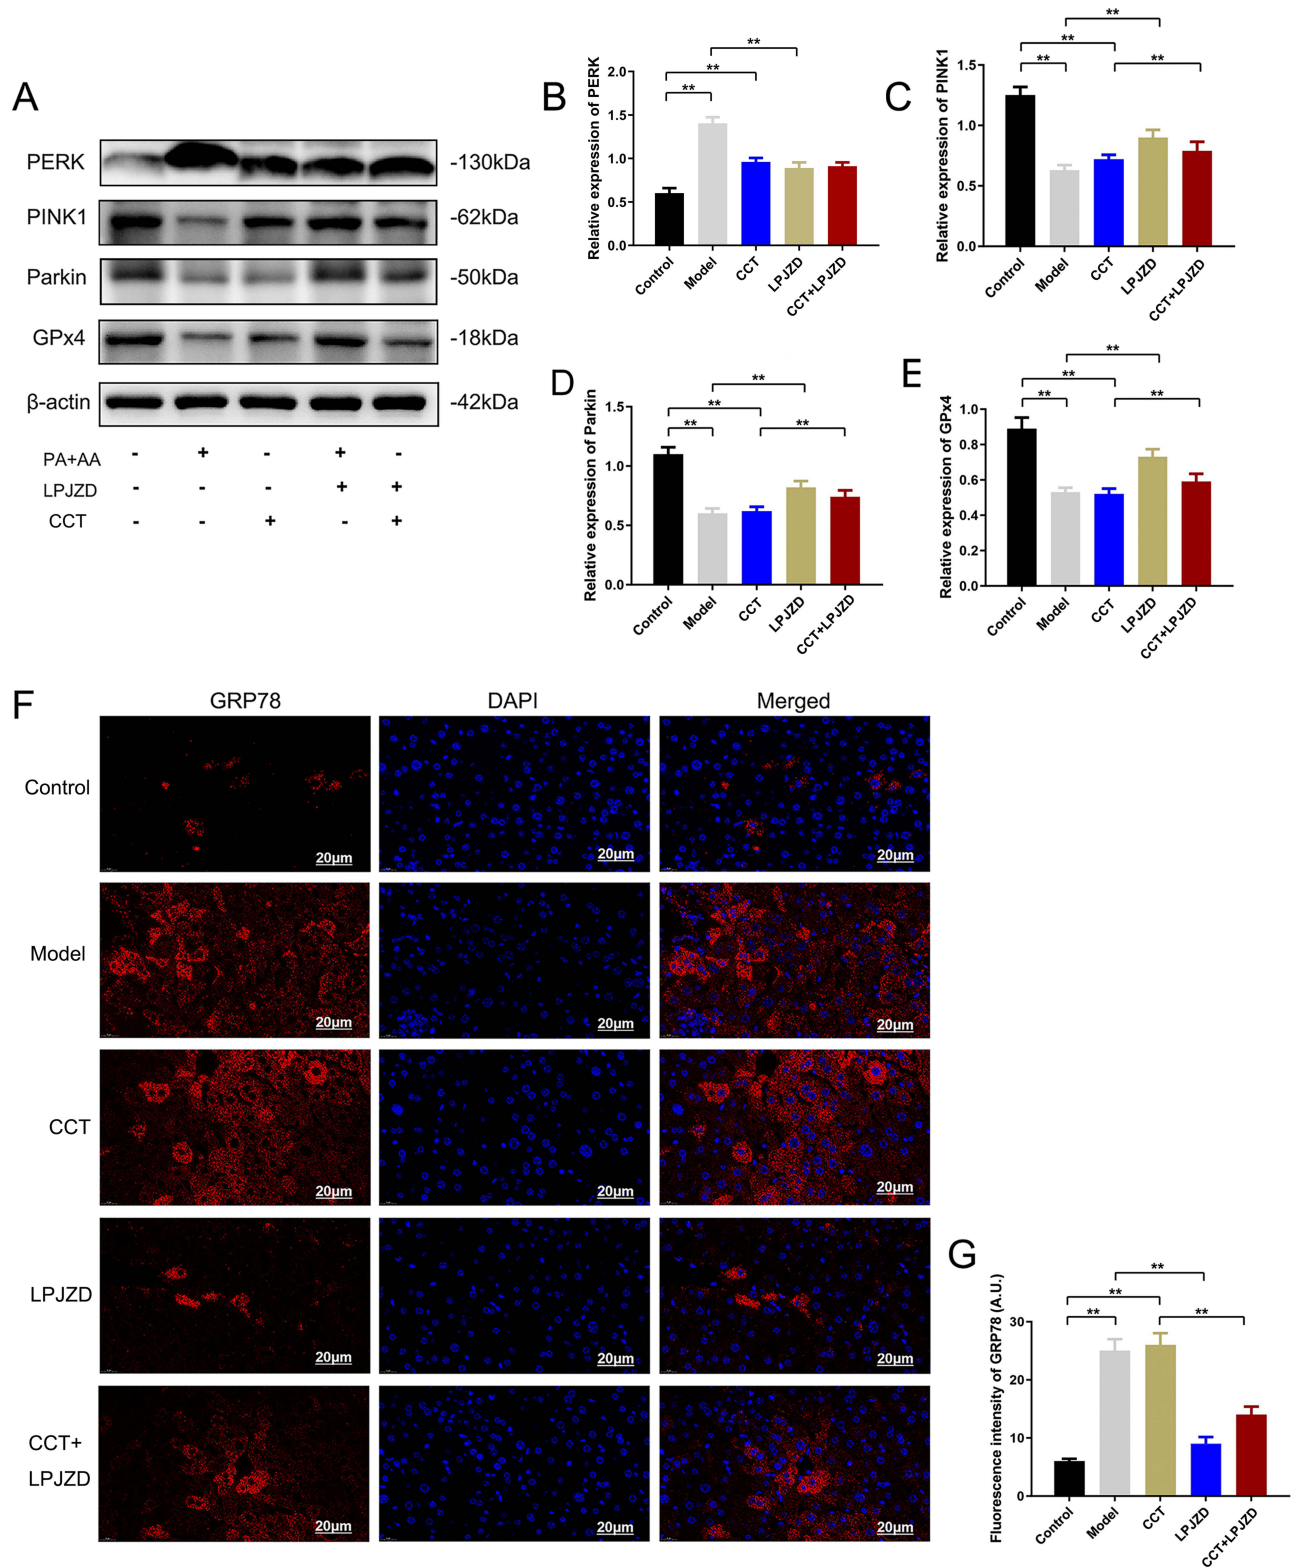 A
PERK
-130kDa
PINK1
-62kDa
Parkin
-50kDa
GPx4
-18kDa
β-actin
-42kDa
PA+AA - + - + -
LPJZD - - - + +
CCT - - + - +
B
Relative expression of PERK
2.0
1.5
1.0
0.5
0.0
**
**
**
Control
Model
CCT
LPJZD
CCT+LPJZD
C
Relative expression of PINK1
1.5
1.0
0.5
0.0
**
**
**
**
Control
Model
CCT
LPJZD
CCT+LPJZD
D
Relative expression of Parkin
1.5
1.0
0.5
0.0
**
**
**
**
Control
Model
CCT
LPJZD
CCT+LPJZD
E
Relative expression of GPx4
1.0
0.8
0.6
0.4
0.2
0.0
**
**
**
**
Control
Model
CCT
LPJZD
CCT+LPJZD
F
GRP78 DAPI Merged
Control
20μm 20μm 20μm
Model
20μm 20μm 20μm
CCT
20μm 20μm 20μm
LPJZD
20μm 20μm 20μm
CCT+
LPJZD
20μm 20μm 20μm
G
Fluorescence intensity of GRP78 (A.U.)
30
20
10
0
**
**
**
**
Control
Model
CCT
LPJZD
CCT+LPJZD